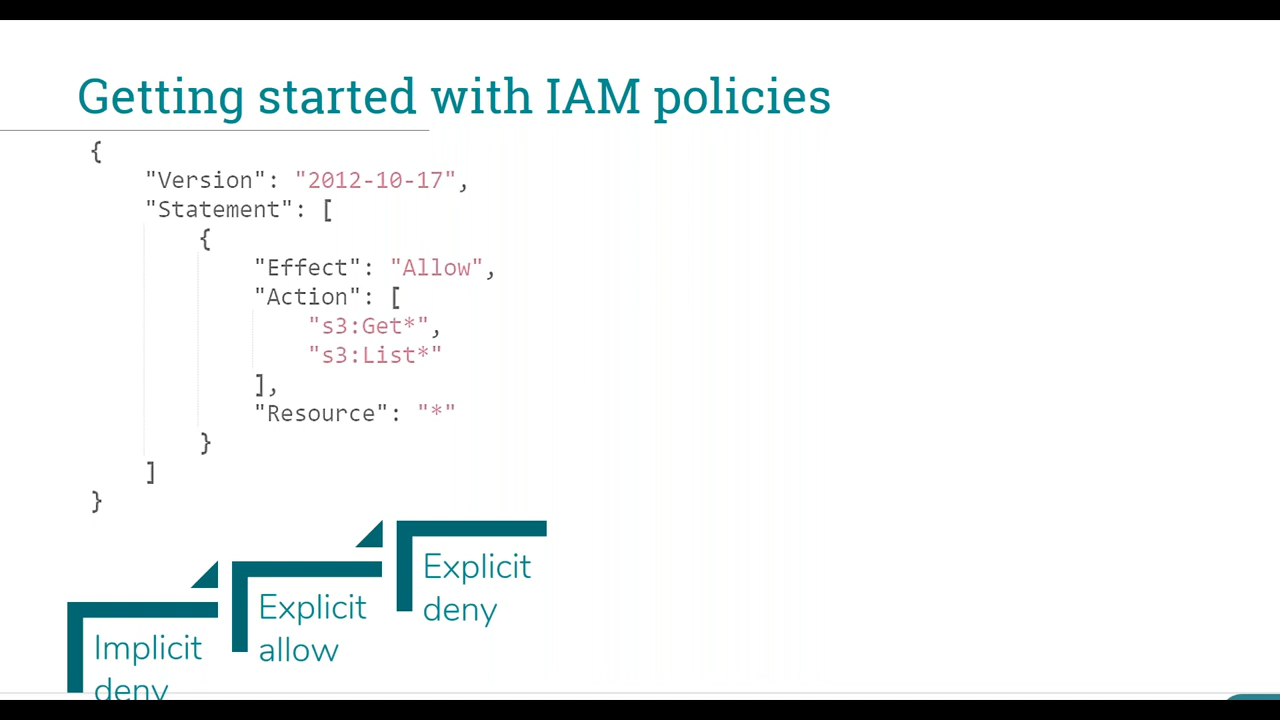 Getting started with IAM policies
{
"Version": "2012-10-17",
"Statement": [
{
"Effect": "Allow",
"Action": [
"s3:Get*",
"s3:List*"
],
"Resource": "*"
}
]
}
Implicit
deny
Explicit
allow
Explicit
deny